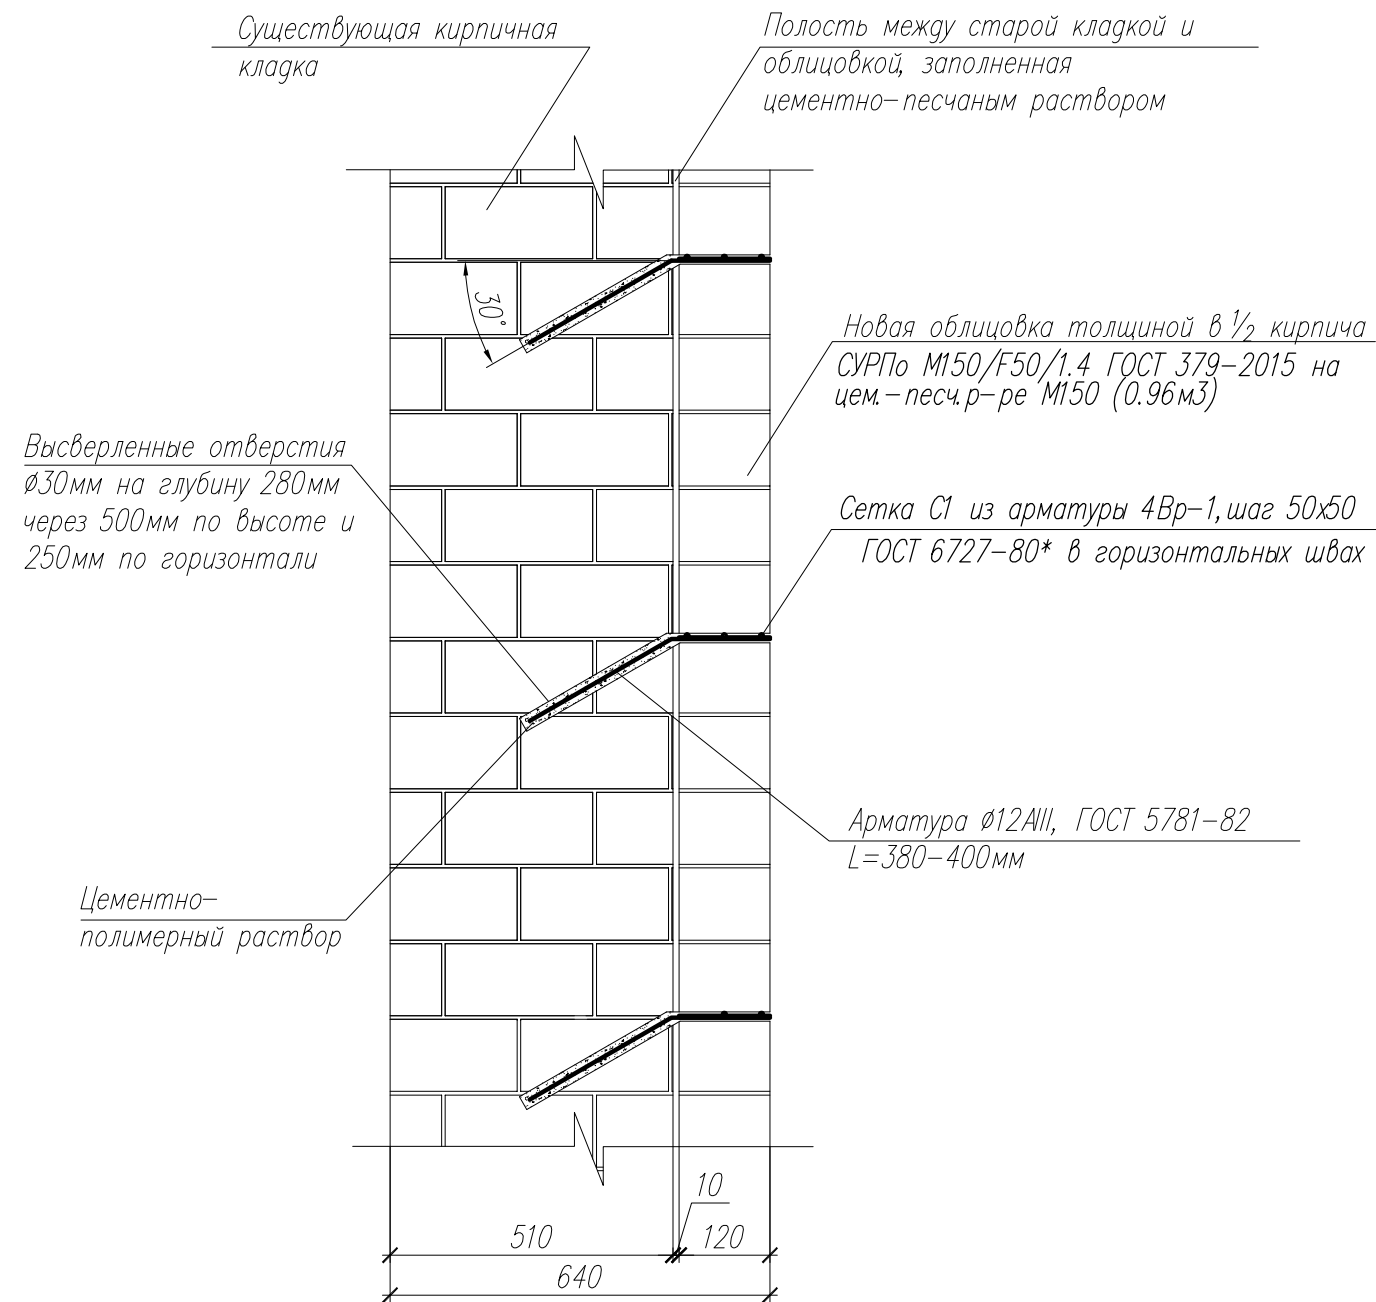 Существующая кирпичная
кладка
Полость между старой кладкой и
облицовкой, заполненная
цементно-песчаным раствором
30°
Новая облицовка толщиной в 1/2 кирпича
СУРПо М150/F50/1.4 ГОСТ 379-2015 на
цем.-песч.р-ре М150 (0.96м3)
Высверленные отверстия
ø30мм на глубину 280мм
через 500мм по высоте и
250мм по горизонтали
Сетка С1 из арматуры 4Вр-1, шаг 50х50
ГОСТ 6727-80* в горизонтальных швах
Арматура ø12АIII, ГОСТ 5781-82
L=380-400мм
Цементно-
полимерный раствор
10
510
120
640